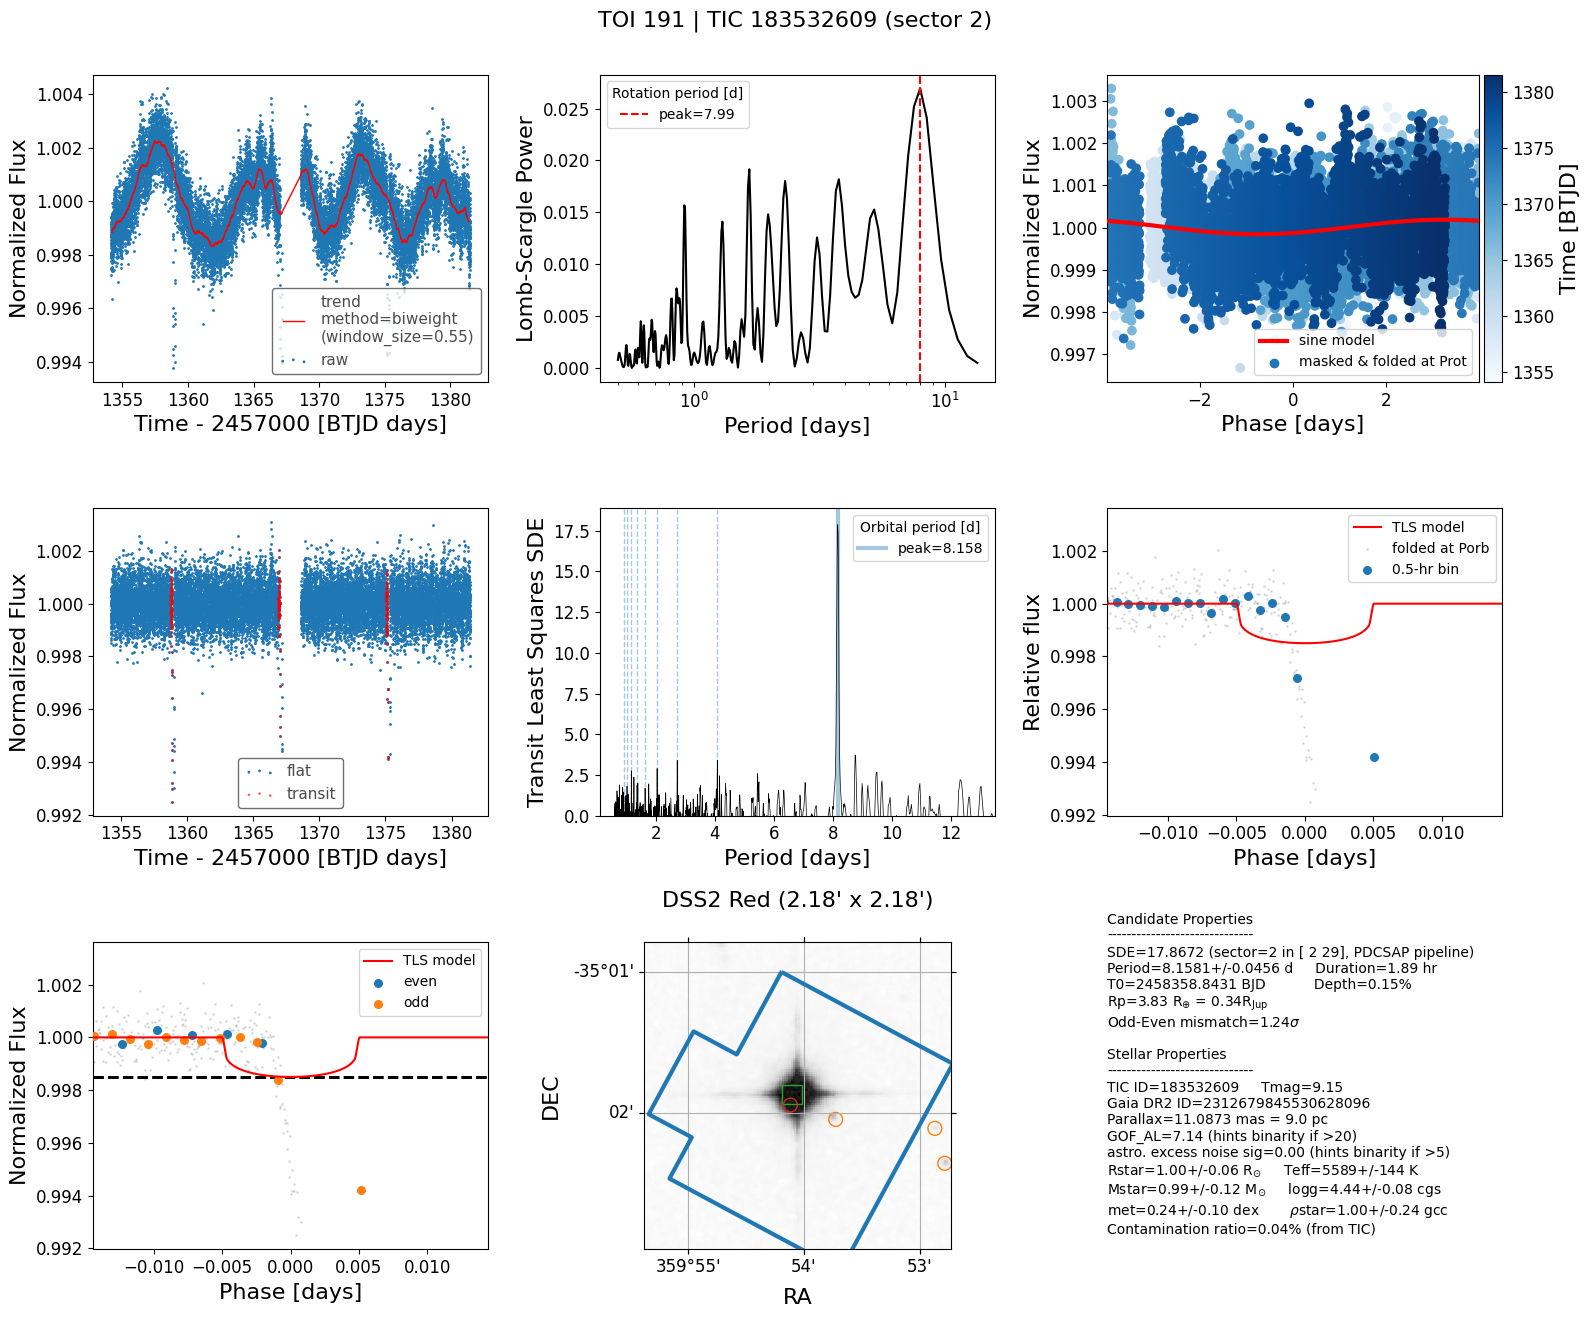 TOI 191 | TIC 183532609 (sector 2)
Normalized Flux
1.004
1.002
1.000
0.998
0.996
0.994
trend
method=biweight
(window_size=0.55)
raw
1355 1360 1365 1370 1375 1380
Time - 2457000 [BTJD days]
Lomb-Scargle Power
0.025
0.020
0.015
0.010
0.005
0.000
Rotation period [d]
peak=7.99
10⁰ 10¹
Period [days]
Normalized Flux
1.003
1.002
1.001
1.000
0.999
0.998
0.997
sine model
masked & folded at Prot
−2 0 2
Phase [days]
1380
1375
1370
1365
1360
1355
Time [BTJD]
Normalized Flux
1.002
1.000
0.998
0.996
0.994
0.992
flat
transit
1355 1360 1365 1370 1375 1380
Time - 2457000 [BTJD days]
Transit Least Squares SDE
17.5
15.0
12.5
10.0
7.5
5.0
2.5
0.0
Orbital period [d]
peak=8.158
2 4 6 8 10 12
Period [days]
Relative flux
1.002
1.000
0.998
0.996
0.994
0.992
TLS model
folded at Porb
0.5-hr bin
−0.010 −0.005 0.000 0.005 0.010
Phase [days]
Normalized Flux
1.002
1.000
0.998
0.996
0.994
0.992
TLS model
even
odd
−0.010 −0.005 0.000 0.005 0.010
Phase [days]
DSS2 Red (2.18' x 2.18')
DEC
-35°01'
02'
359°55' 54' 53'
RA
Candidate Properties
------------------------------
SDE=17.8672 (sector=2 in [ 2 29], PDCSAP pipeline)
Period=8.1581+/-0.0456 d Duration=1.89 hr
T0=2458358.8431 BJD Depth=0.15%
Rp=3.83 R⊕ = 0.34RJup
Odd-Even mismatch=1.24σ
Stellar Properties
------------------------------
TIC ID=183532609 Tmag=9.15
Gaia DR2 ID=2312679845530628096
Parallax=11.0873 mas = 9.0 pc
GOF_AL=7.14 (hints binarity if >20)
astro. excess noise sig=0.00 (hints binarity if >5)
Rstar=1.00+/-0.06 R⊙ Teff=5589+/-144 K
Mstar=0.99+/-0.12 M⊙ logg=4.44+/-0.08 cgs
met=0.24+/-0.10 dex ρstar=1.00+/-0.24 gcc
Contamination ratio=0.04% (from TIC)